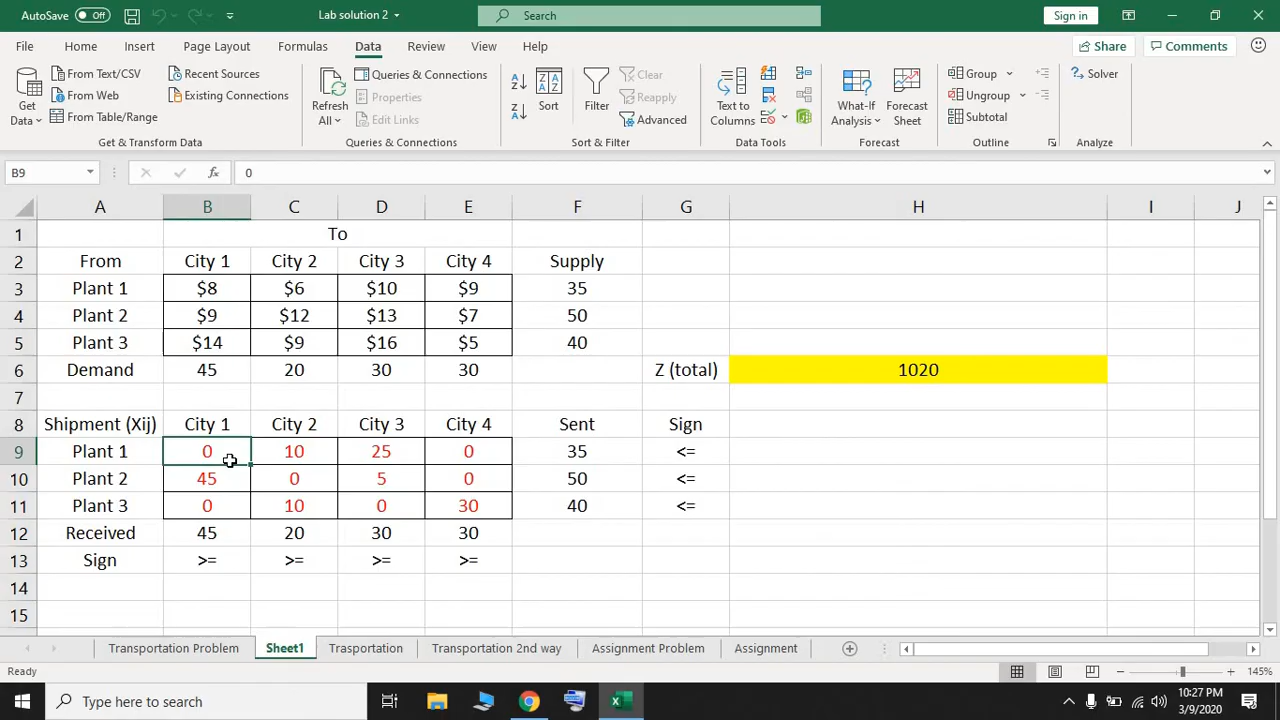 AutoSave Off Lab solution 2 Search Sign in
File Home Insert Page Layout Formulas Data Review View Help Share Comments
Get Data
From Text/CSV
From Web
From Table/Range
Recent Sources
Existing Connections
Get & Transform Data
Refresh All
Queries & Connections
Properties
Edit Links
Queries & Connections
Sort
Filter
Clear
Reapply
Advanced
Sort & Filter
Text to Columns
Data Tools
What-If Analysis
Forecast Sheet
Forecast
Group
Ungroup
Subtotal
Outline
Solver
Analyze
B9 fx 0
A B C D E F G H I J
1 To
2 From City 1 City 2 City 3 City 4 Supply
3 Plant 1 $8 $6 $10 $9 35
4 Plant 2 $9 $12 $13 $7 50
5 Plant 3 $14 $9 $16 $5 40
6 Demand 45 20 30 30 Z (total) 1020
7
8 Shipment (Xij) City 1 City 2 City 3 City 4 Sent Sign
9 Plant 1 0 10 25 0 35 <=
10 Plant 2 45 0 5 0 50 <=
11 Plant 3 0 10 0 30 40 <=
12 Received 45 20 30 30
13 Sign >= >= >= >=
14
15
Transportation Problem Sheet1 Trasportation Transportation 2nd way Assignment Problem Assignment
Ready 145%
Type here to search 10:27 PM
3/9/2020